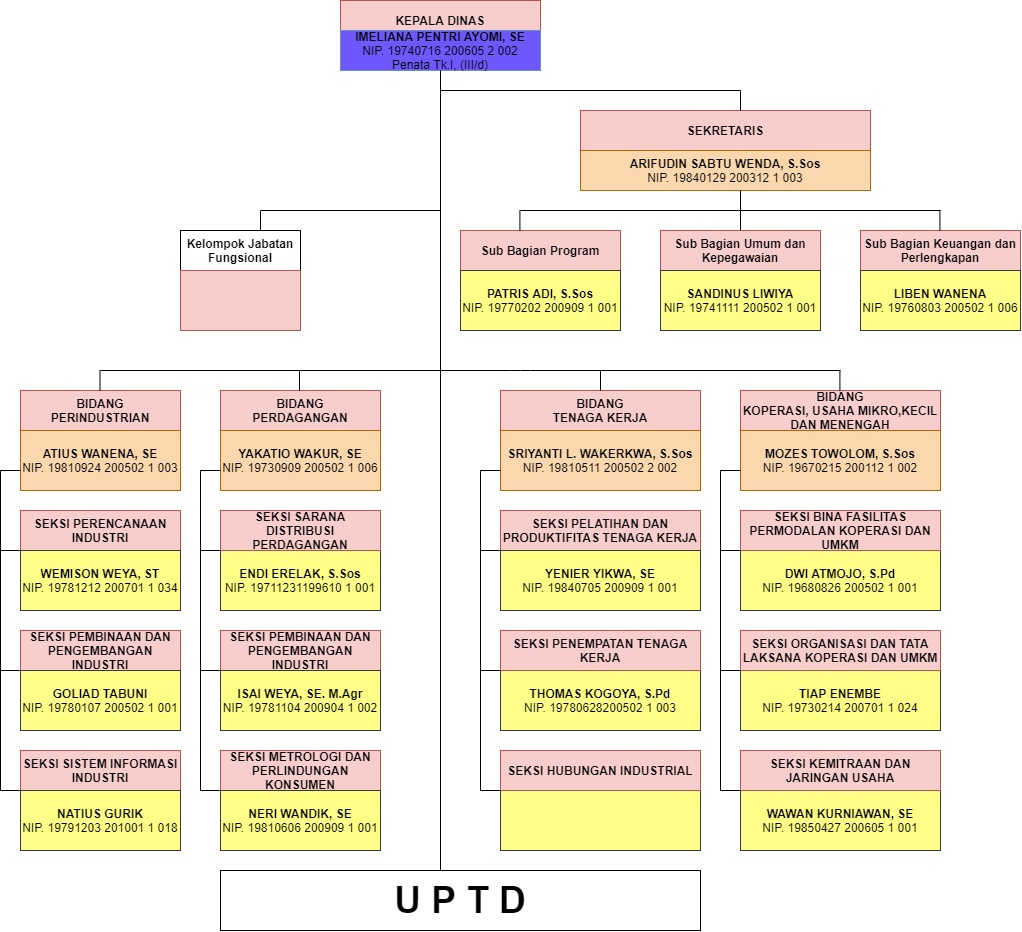 KEPALA DINAS
IMELIANA PENTRI AYOMI, SE
NIP. 19740716 200605 2 002
Penata Tk.I, (III/d)
SEKRETARIS
ARIFUDIN SABTU WENDA, S.Sos
NIP. 19840129 200312 1 003
Kelompok Jabatan
Fungsional
Sub Bagian Program
PATRIS ADI, S.Sos
NIP. 19770202 200909 1 001
Sub Bagian Umum dan
Kepegawaian
SANDINUS LIWIYA
NIP. 19741111 200502 1 001
Sub Bagian Keuangan dan
Perlengkapan
LIBEN WANENA
NIP. 19760803 200502 1 006
BIDANG
PERINDUSTRIAN
ATIUS WANENA, SE
NIP. 19810924 200502 1 003
SEKSI PERENCANAAN
INDUSTRI
WEMISON WEYA, ST
NIP. 19781212 200701 1 034
SEKSI PEMBINAAN DAN
PENGEMBANGAN
INDUSTRI
GOLIAD TABUNI
NIP. 19780107 200502 1 001
SEKSI SISTEM INFORMASI
INDUSTRI
NATIUS GURIK
NIP. 19791203 201001 1 018
BIDANG
PERDAGANGAN
YAKATIO WAKUR, SE
NIP. 19730909 200502 1 006
SEKSI SARANA
DISTRIBUSI
PERDAGANGAN
ENDI ERELAK, S.Sos
NIP. 19711231199610 1 001
SEKSI PEMBINAAN DAN
PENGEMBANGAN
INDUSTRI
ISAI WEYA, SE. M.Agr
NIP. 19781104 200904 1 002
SEKSI METROLOGI DAN
PERLINDUNGAN
KONSUMEN
NERI WANDIK, SE
NIP. 19810606 200909 1 001
BIDANG
TENAGA KERJA
SRIYANTI L. WAKERKWA, S.Sos
NIP. 19810511 200502 2 002
SEKSI PELATIHAN DAN
PRODUKTIFITAS TENAGA KERJA
YENIER YIKWA, SE
NIP. 19840705 200909 1 001
SEKSI PENEMPATAN TENAGA
KERJA
THOMAS KOGOYA, S.Pd
NIP. 19780628200502 1 003
SEKSI HUBUNGAN INDUSTRIAL
BIDANG
KOPERASI, USAHA MIKRO,KECIL
DAN MENENGAH
MOZES TOWOLOM, S.Sos
NIP. 19670215 200112 1 002
SEKSI BINA FASILITAS
PERMODALAN KOPERASI DAN
UMKM
DWI ATMOJO, S.Pd
NIP. 19680826 200502 1 001
SEKSI ORGANISASI DAN TATA
LAKSANA KOPERASI DAN UMKM
TIAP ENEMBE
NIP. 19730214 200701 1 024
SEKSI KEMITRAAN DAN
JARINGAN USAHA
WAWAN KURNIAWAN, SE
NIP. 19850427 200605 1 001
U P T D